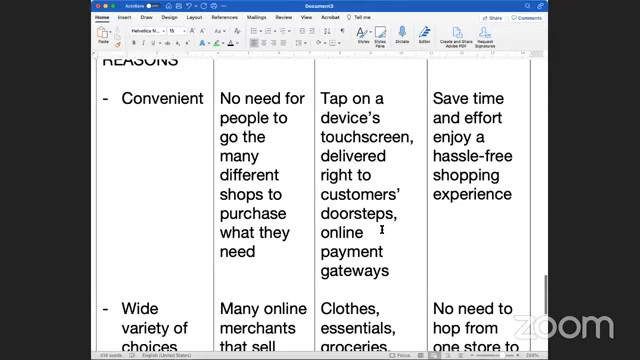 AutoSave
Document3
Home Insert Draw Design Layout References Mailings Review View Acrobat Tell me
Share Comments
Paste
Helvetica N... 15
Styles
Styles Pane
Dictate
Editor
Create and Share Adobe PDF
Request Signatures
REASONS
- Convenient
No need for
people to
go the
many
different
shops to
purchase
what they
need
Tap on a
device's
touchscreen,
delivered
right to
customers'
doorsteps,
online
payment
gateways
Save time
and effort
enjoy a
hassle-free
shopping
experience
- Wide
variety of
choices
Many online
merchants
that sell
Clothes,
essentials,
groceries,
No need to
hop from
one store to
zoom
English (United States)
Focus